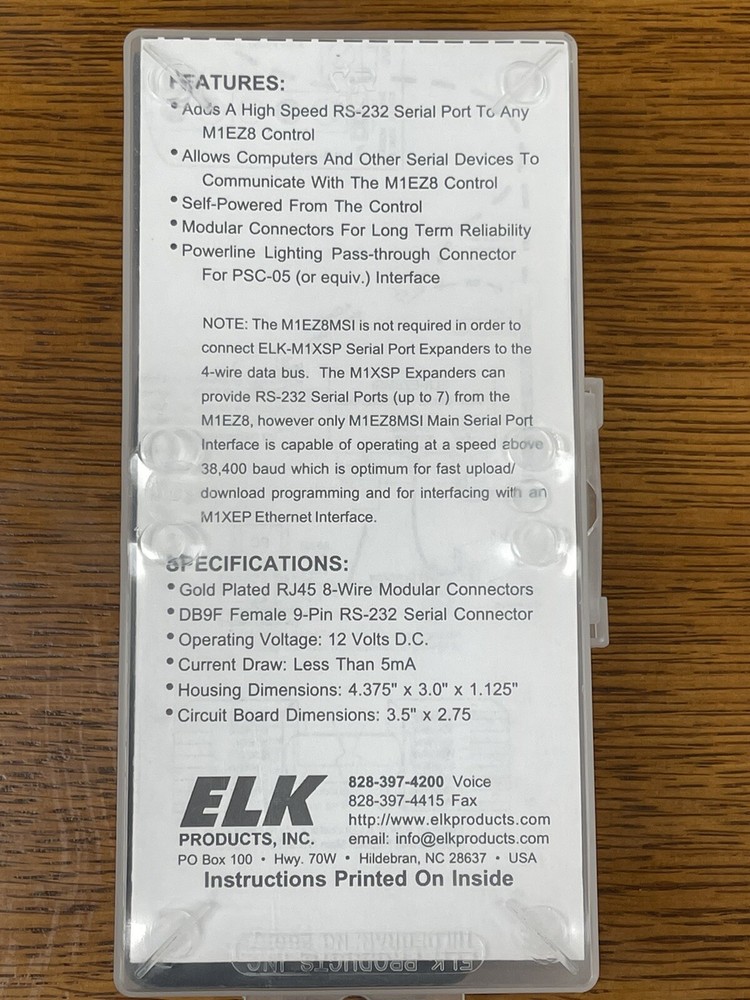 FEATURES:
• Adds A High Speed RS-232 Serial Port To Any
M1EZ8 Control
• Allows Computers And Other Serial Devices To
Communicate With The M1EZ8 Control
• Self-Powered From The Control
• Modular Connectors For Long Term Reliability
• Powerline Lighting Pass-through Connector
For PSC-05 (or equiv.) Interface
NOTE: The M1EZ8MSI is not required in order to
connect ELK-M1XSP Serial Port Expanders to the
4-wire data bus. The M1XSP Expanders can
provide RS-232 Serial Ports (up to 7) from the
M1EZ8, however only M1EZ8MSI Main Serial Port
Interface is capable of operating at a speed above
38,400 baud which is optimum for fast upload/
download programming and for interfacing with an
M1XEP Ethernet Interface.
SPECIFICATIONS:
• Gold Plated RJ45 8-Wire Modular Connectors
• DB9F Female 9-Pin RS-232 Serial Connector
• Operating Voltage: 12 Volts D.C.
• Current Draw: Less Than 5mA
• Housing Dimensions: 4.375" x 3.0" x 1.125"
• Circuit Board Dimensions: 3.5" x 2.75
ELK
PRODUCTS, INC.
828-397-4200 Voice
828-397-4415 Fax
http://www.elkproducts.com
email: info@elkproducts.com
PO Box 100 • Hwy. 70W • Hildebran, NC 28637 • USA
Instructions Printed On Inside
ELK PRODUCTS INC